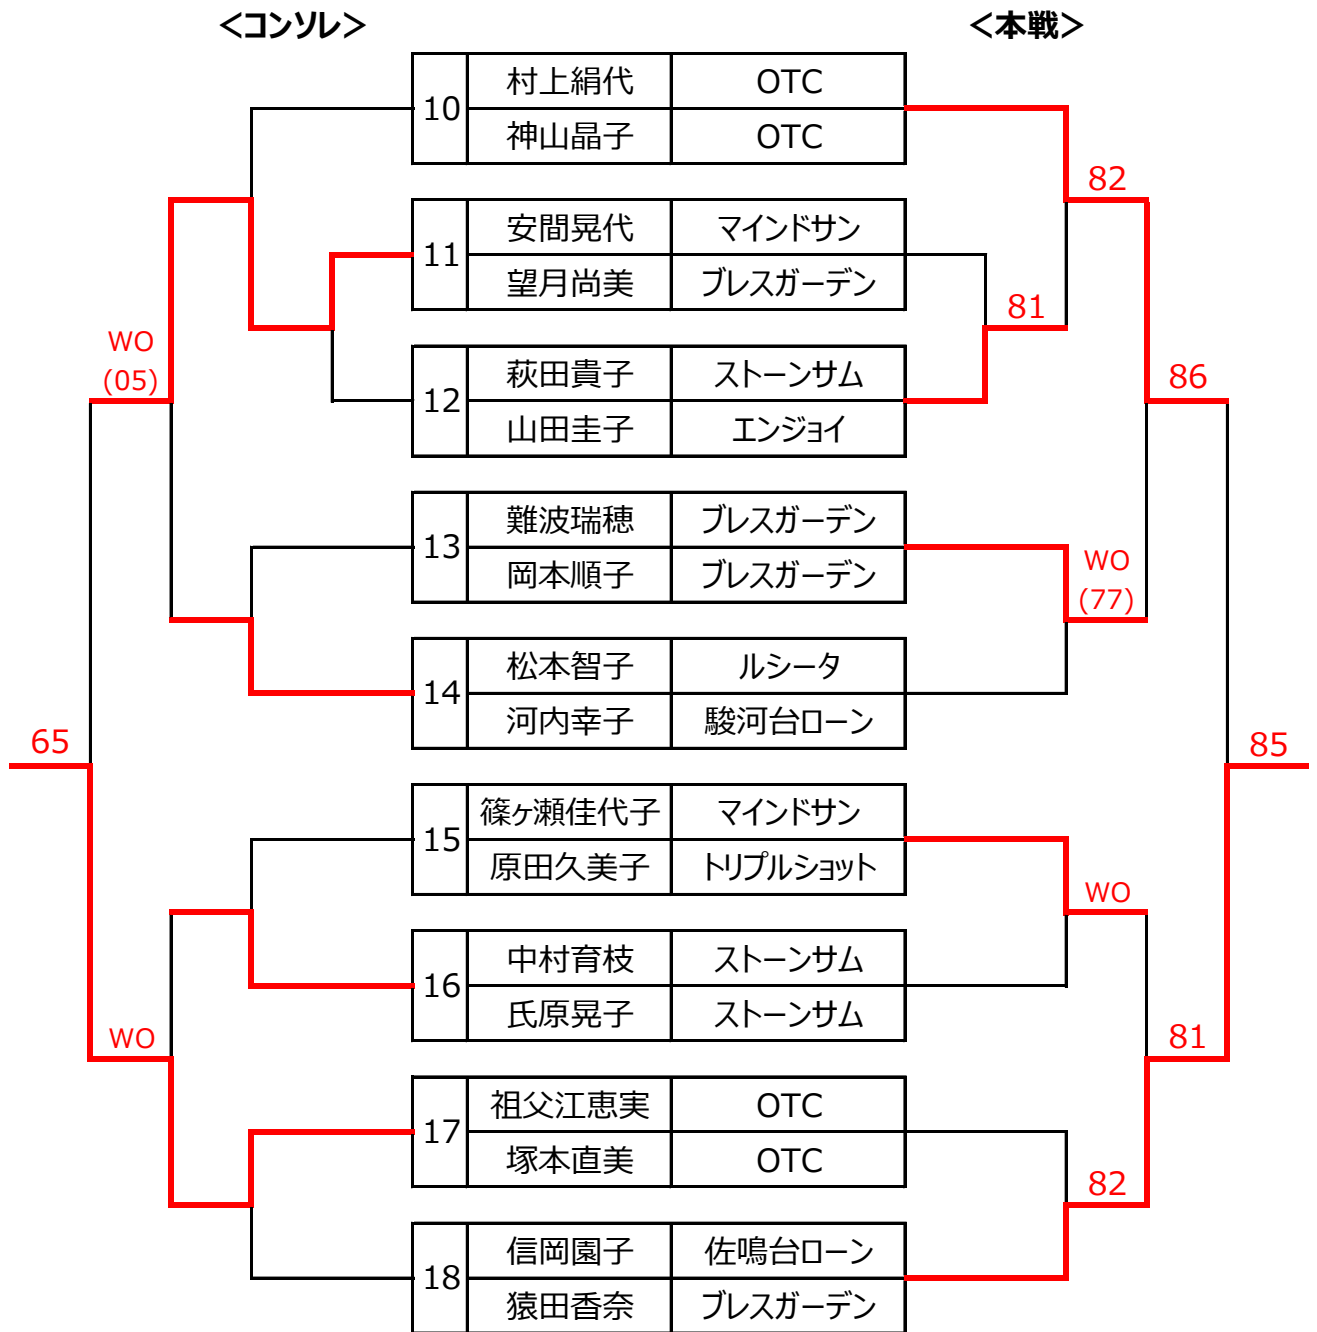 ＜コンソレ＞ ＜本戦＞
10 村上絹代 OTC
神山晶子 OTC
82
11 安間晃代 マインドサン
望月尚美 ブレスガーデン
81
WO
(05)
12 萩田貴子 ストーンサム
山田圭子 エンジョイ
86
13 難波瑞穂 ブレスガーデン
岡本順子 ブレスガーデン
WO
(77)
14 松本智子 ルシータ
河内幸子 駿河台ローン
65
85
15 篠ヶ瀬佳代子 マインドサン
原田久美子 トリプルショット
WO
16 中村育枝 ストーンサム
氏原晃子 ストーンサム
WO
81
17 祖父江恵実 OTC
塚本直美 OTC
82
18 信岡園子 佐鳴台ローン
猿田香奈 ブレスガーデン